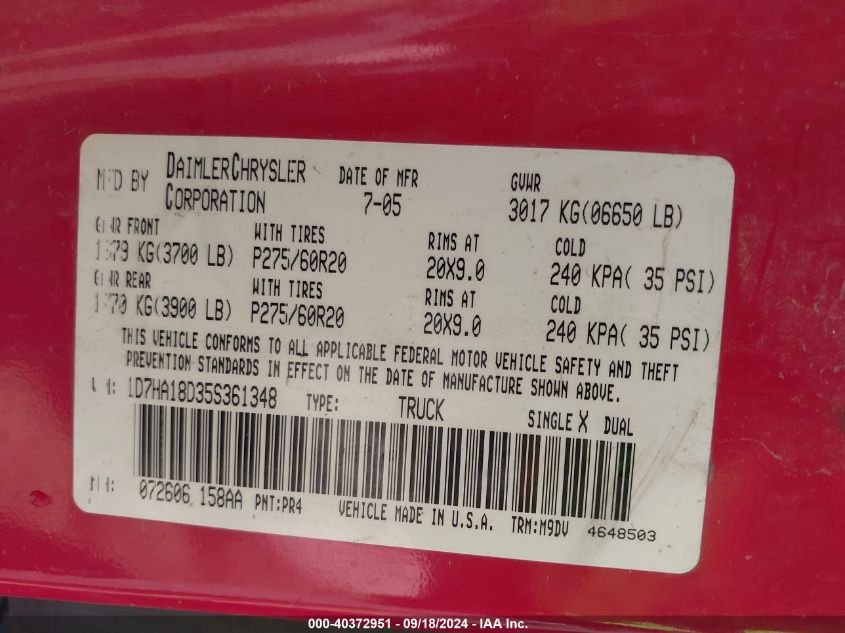 MFD BY DAIMLERCHRYSLER CORPORATION DATE OF MFR 7-05 GVWR 3017 KG(06650 LB)
FRONT WITH TIRES RIMS AT COLD
KG(3700 LB) P275/60R20 20X9.0 240 KPA( 35 PSI)
REAR WITH TIRES RIMS AT COLD
KG(3900 LB) P275/60R20 20X9.0 240 KPA( 35 PSI)
THIS VEHICLE CONFORMS TO ALL APPLICABLE FEDERAL MOTOR VEHICLE SAFETY AND THEFT
PREVENTION STANDARDS IN EFFECT ON THE DATE OF MANUFACTURE SHOWN ABOVE.
1D7HA18D35S361348 TYPE: TRUCK SINGLE X DUAL
072606 158AA PNT:PR4 VEHICLE MADE IN U.S.A. TRM:M9DV 4648503
000-40372951 - 09/18/2024 - IAA Inc.